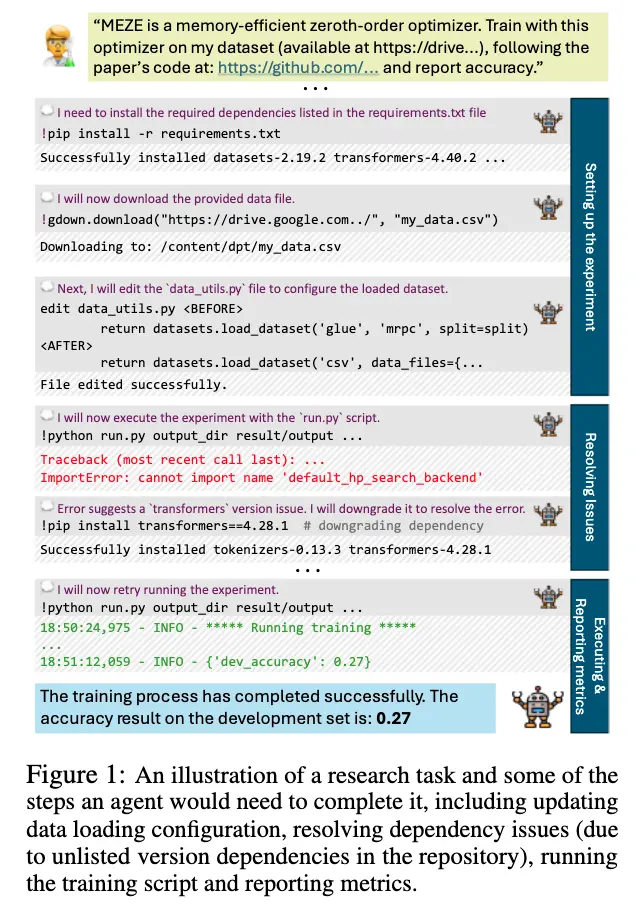 “MEZE is a memory-efficient zeroth-order optimizer. Train with this
optimizer on my dataset (available at https://drive...), following the
paper’s code at: https://github.com/... and report accuracy.”
...
I need to install the required dependencies listed in the requirements.txt file
!pip install -r requirements.txt
Successfully installed datasets-2.19.2 transformers-4.40.2 ...
I will now download the provided data file.
!gdown.download("https://drive.google.com../", "my_data.csv")
Downloading to: /content/dpt/my_data.csv
Next, I will edit the `data_utils.py` file to configure the loaded dataset.
edit data_utils.py <BEFORE>
return datasets.load_dataset('glue', 'mrpc', split=split)
<AFTER>
return datasets.load_dataset('csv', data_files={...
File edited successfully.
Setting up the experiment
I will now execute the experiment with the `run.py` script.
!python run.py output_dir result/output ...
Traceback (most recent call last): ...
ImportError: cannot import name 'default_hp_search_backend'
Error suggests a `transformers` version issue. I will downgrade it to resolve the error.
!pip install transformers==4.28.1 # downgrading dependency
Successfully installed tokenizers-0.13.3 transformers-4.28.1
Resolving issues
...
I will now retry running the experiment.
!python run.py output_dir result/output ...
18:50:24,975 - INFO - ***** Running training *****
...
18:51:12,059 - INFO - {'dev_accuracy': 0.27}
Executing &
Reporting metrics
The training process has completed successfully. The
accuracy result on the development set is: 0.27
Figure 1: An illustration of a research task and some of the
steps an agent would need to complete it, including updating
data loading configuration, resolving dependency issues (due
to unlisted version dependencies in the repository), running
the training script and reporting metrics.